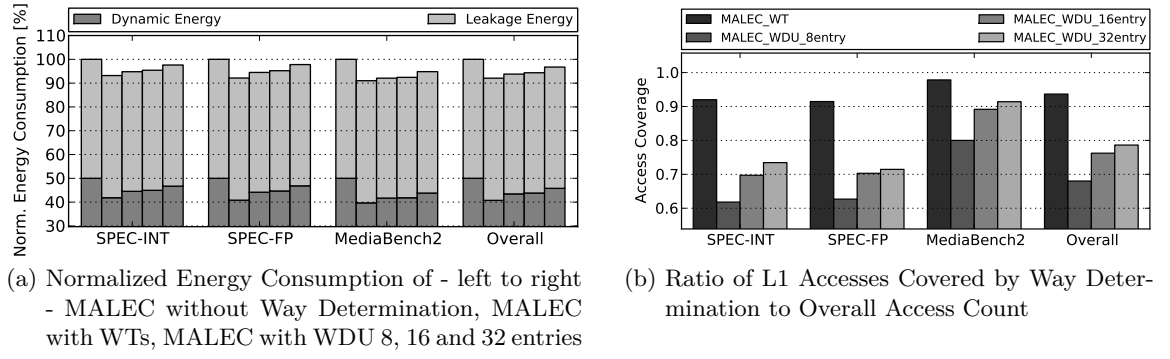 Dynamic Energy Leakage Energy
Norm. Energy Consumption [%]
110
100
90
80
70
60
50
40
30
SPEC-INT SPEC-FP MediaBench2 Overall
(a) Normalized Energy Consumption of - left to right
- MALEC without Way Determination, MALEC
with WTs, MALEC with WDU 8, 16 and 32 entries
MALEC_WT MALEC_WDU_16entry
MALEC_WDU_8entry MALEC_WDU_32entry
Access Coverage
1.0
0.9
0.8
0.7
0.6
SPEC-INT SPEC-FP MediaBench2 Overall
(b) Ratio of L1 Accesses Covered by Way Deter-
mination to Overall Access Count